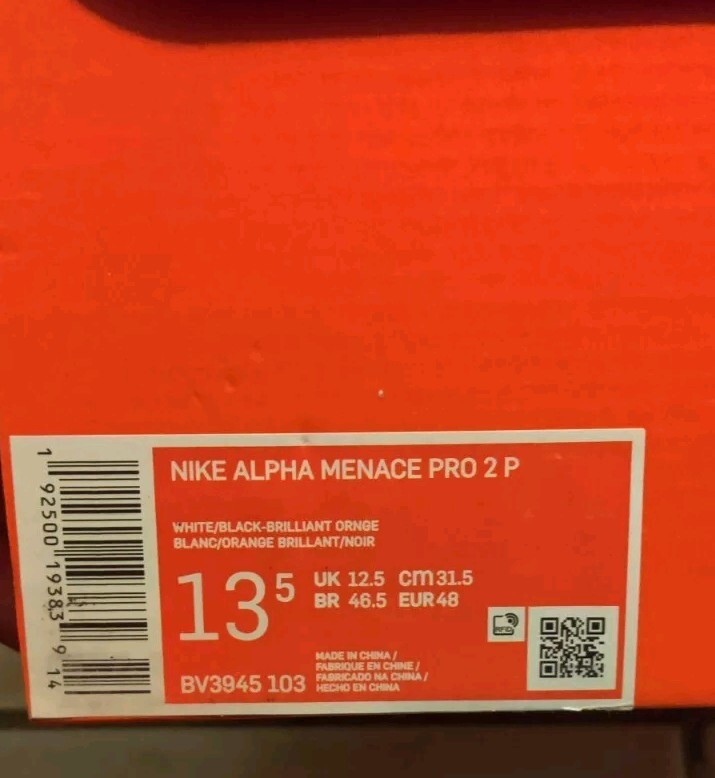 NIKE ALPHA MENACE PRO 2 P
WHITE/BLACK-BRILLIANT ORNGE
BLANC/ORANGE BRILLANT/NOIR
13⁵
UK 12.5 CM 31.5
BR 46.5 EUR 48
BV3945 103
MADE IN CHINA /
FABRIQUE EN CHINE /
FABRICADO NA CHINA /
HECHO EN CHINA
RFID
1 92500 19383 9 14